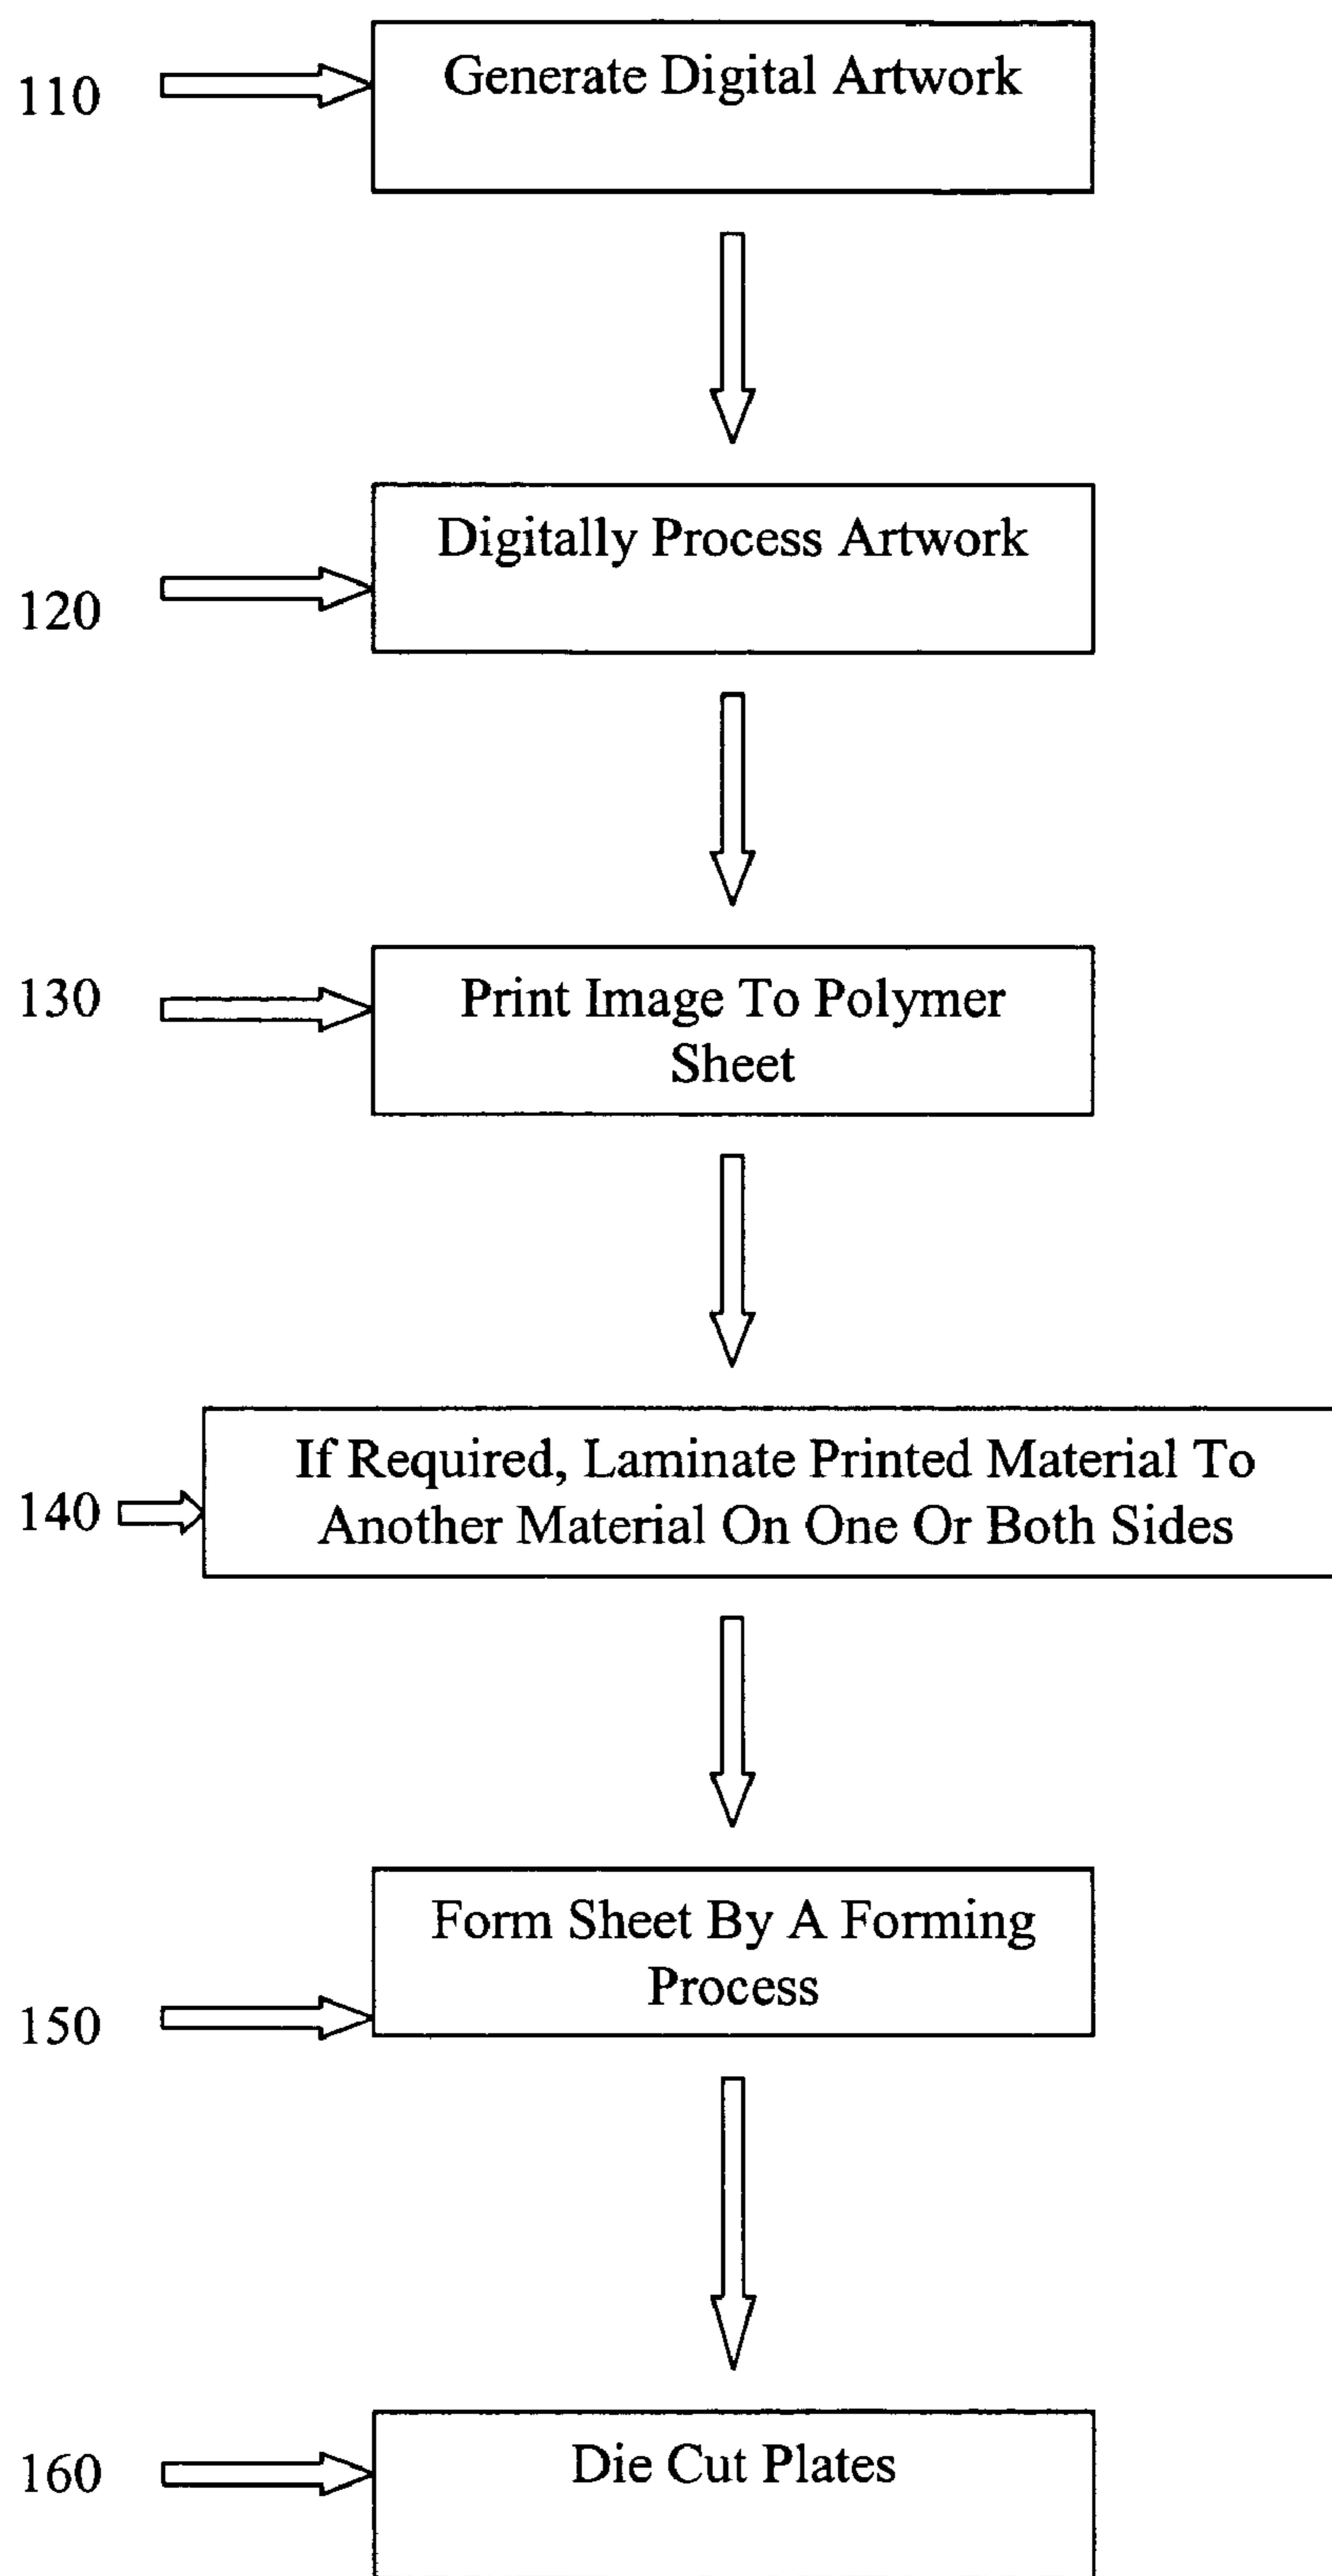 110
Generate Digital Artwork
120
Digitally Process Artwork
130
Print Image To Polymer
Sheet
140
If Required, Laminate Printed Material To
Another Material On One Or Both Sides
150
Form Sheet By A Forming
Process
160
Die Cut Plates